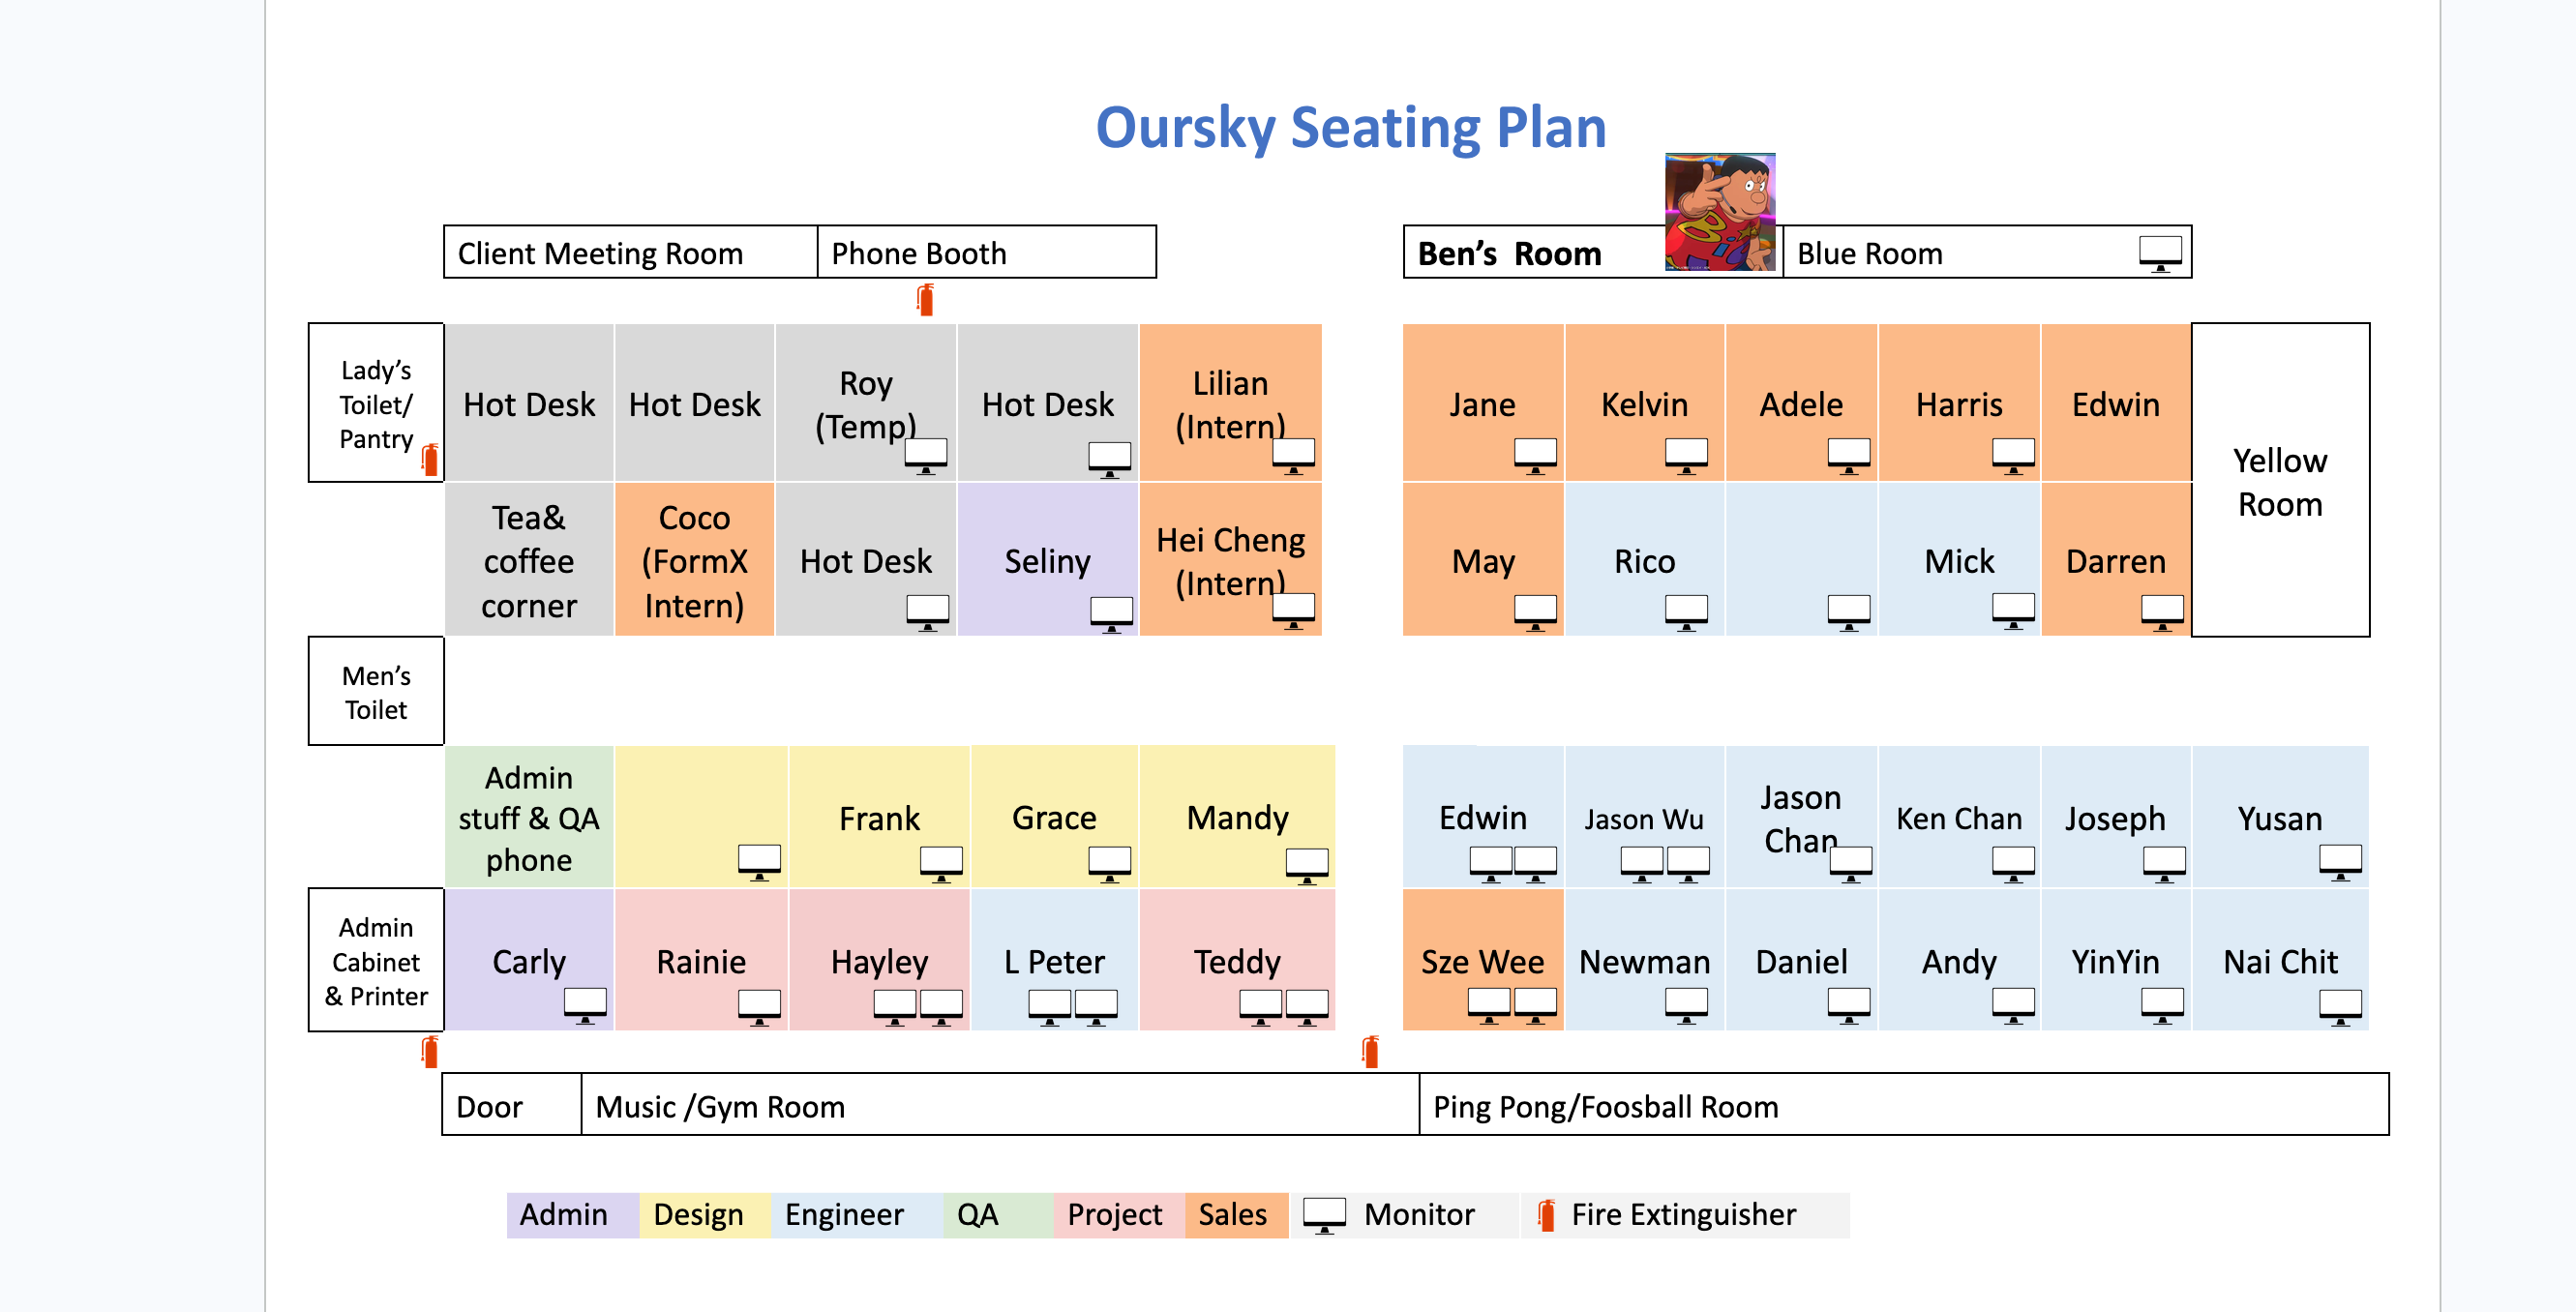 Oursky Seating Plan
Client Meeting Room
Phone Booth
Ben’s  Room
Blue Room
Lady’s
Toilet/
Pantry
Hot Desk
Hot Desk
Roy
(Temp)
Hot Desk
Lilian
(Intern)
Jane
Kelvin
Adele
Harris
Edwin
Yellow
Room
Tea&
coffee
corner
Coco
(FormX
Intern)
Hot Desk
Seliny
Hei Cheng
(Intern)
May
Rico
Mick
Darren
Men’s
Toilet
Admin
stuff & QA
phone
Frank
Grace
Mandy
Edwin
Jason Wu
Jason
Chan
Ken Chan
Joseph
Yusan
Admin
Cabinet
& Printer
Carly
Rainie
Hayley
L Peter
Teddy
Sze Wee
Newman
Daniel
Andy
YinYin
Nai Chit
Door
Music /Gym Room
Ping Pong/Foosball Room
Admin
Design
Engineer
QA
Project
Sales
Monitor
Fire Extinguisher